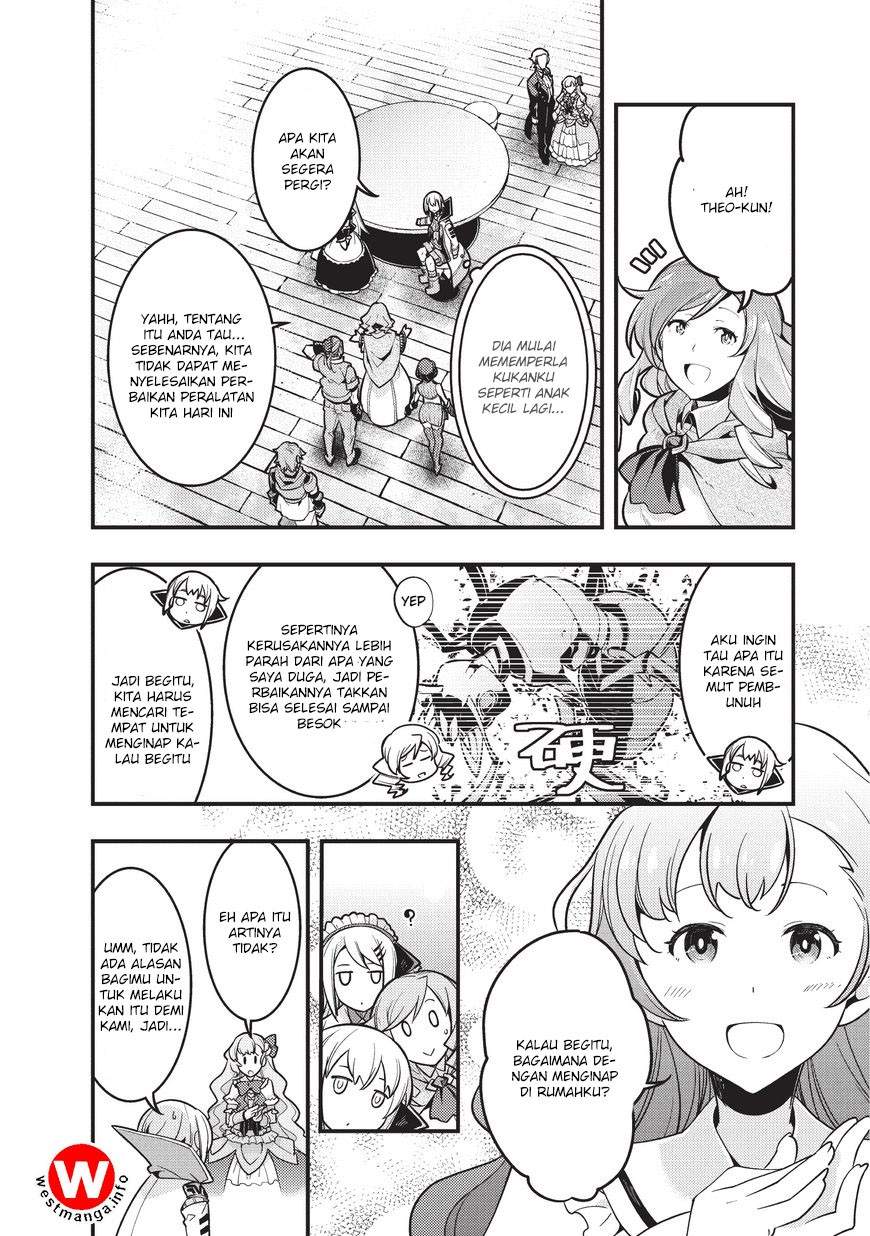 AH!
THEO-KUN!
APA KITA
AKAN
SEGERA
PERGI?
DIA MULAI
MEMEMPERLA
KUKANKU
SEPERTI ANAK
KECIL LAGI...
YAHH, TENTANG
ITU ANDA TAU...
SEBENARNYA, KITA
TIDAK DAPAT ME-
NYELESAIKAN PER-
BAIKAN PERALATAN
KITA HARI INI
AKU INGIN
TAU APA ITU
KARENA SE-
MUT PEMB-
UNUH
硬
YEP
SEPERTINYA
KERUSAKANNYA LEBIH
PARAH DARI APA YANG
SAYA DUGA, JADI PE-
RBAIKANNYA TAKKAN
BISA SELESAI SAMPAI
BESOK
JADI BEGITU,
KITA HARUS
MENCARI TEM-
PAT UNTUK
MENGINAP KA-
LAU BEGITU
KALAU BEGITU,
BAGAIMANA DE-
NGAN MENGINAP
DI RUMAHKU?
?
EH APA ITU
ARTINYA
TIDAK?
UMM, TIDAK
ADA ALASAN
BAGIMU UN-
TUK MELAKU
KAN ITU DEMI
KAMI, JADI...
W
westmanga.info